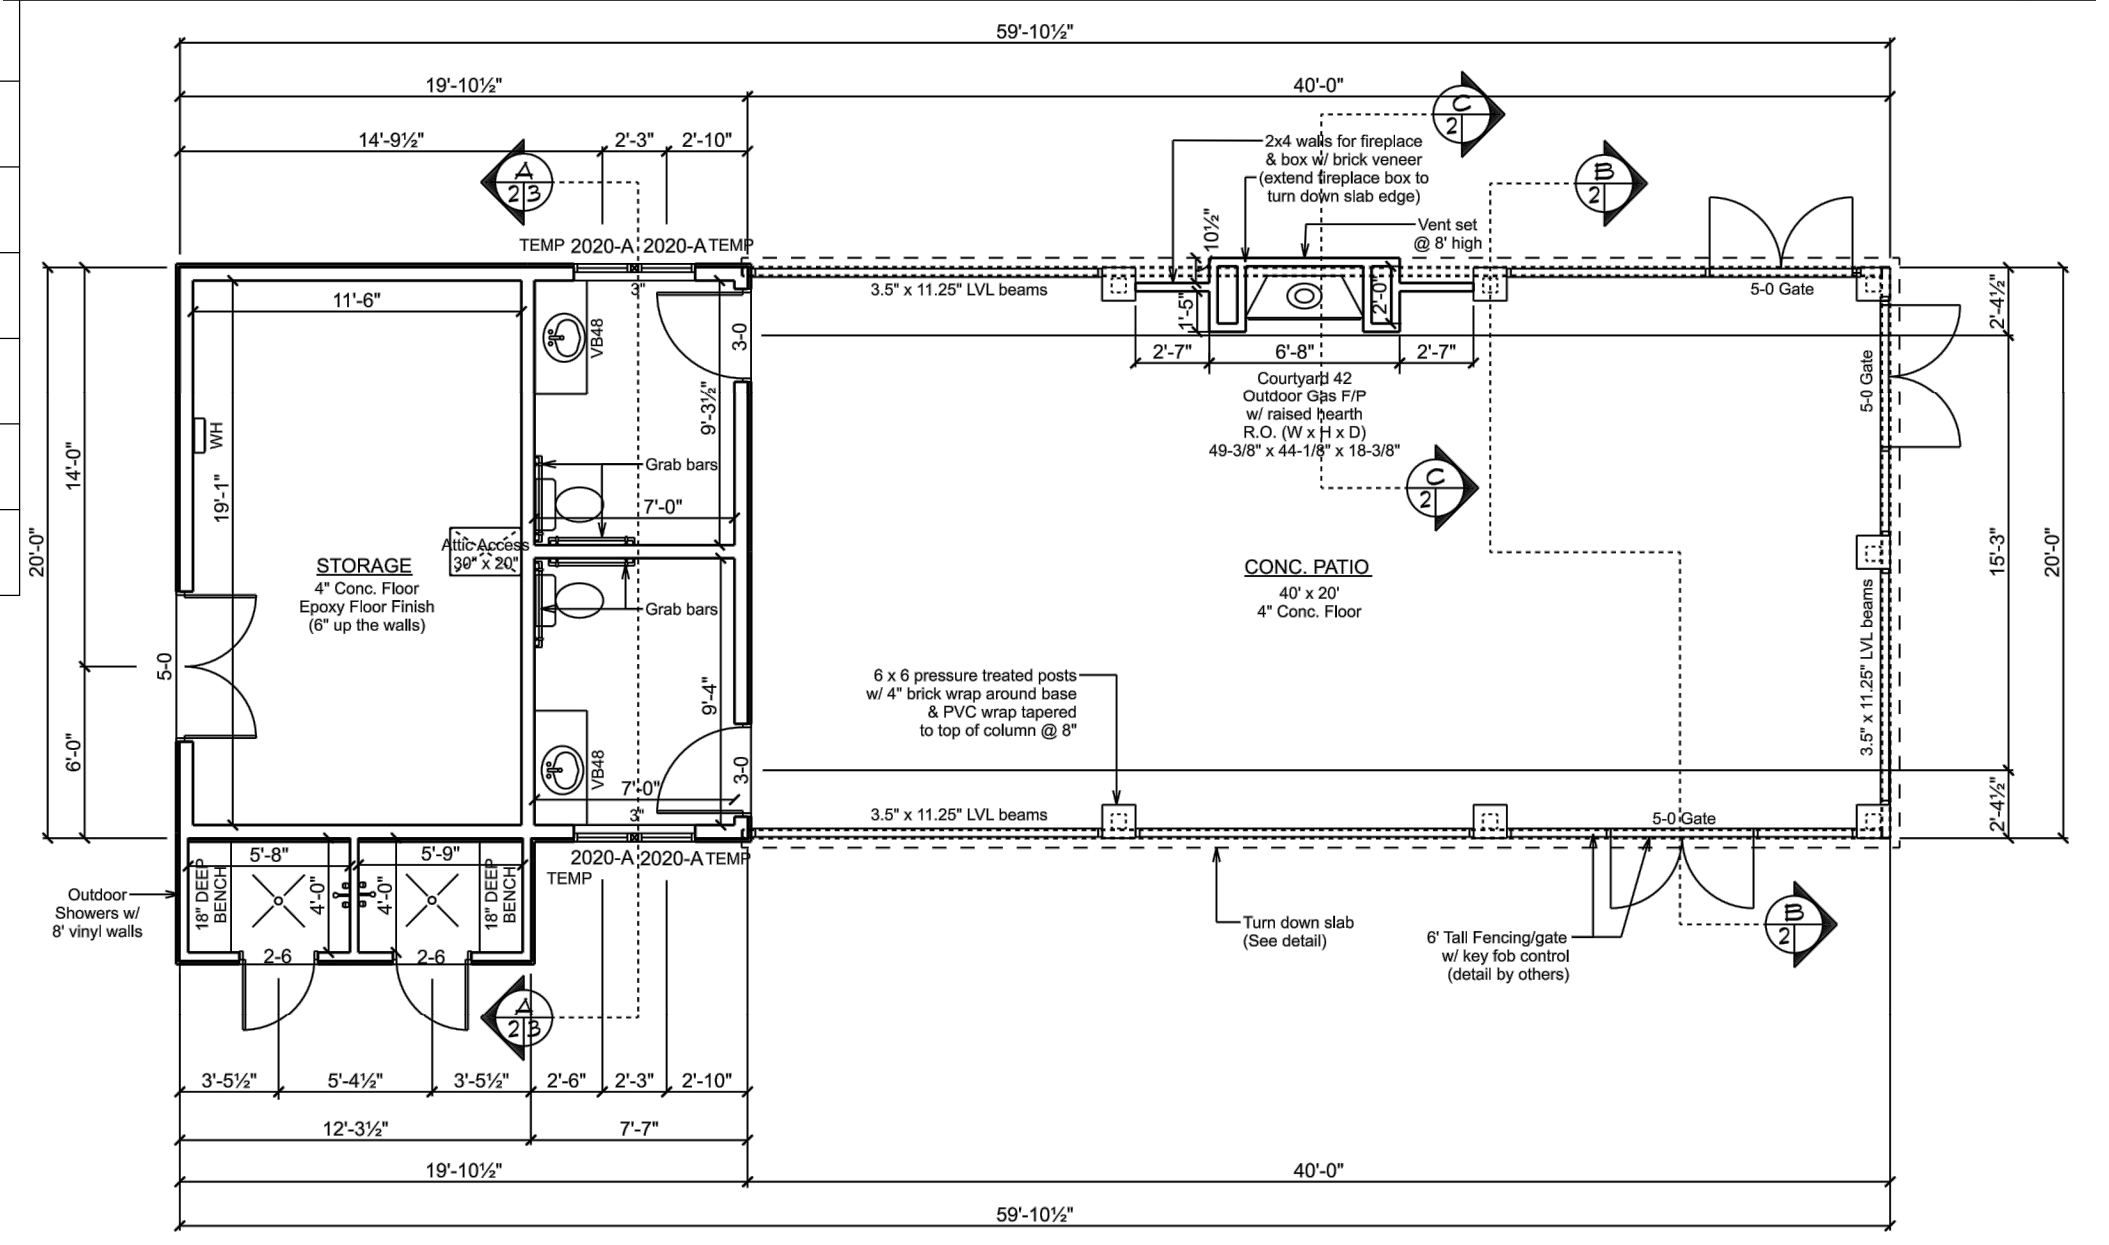 59'-10½"
19'-10½"
40'-0"
14'-9½"
2'-3"
2'-10"
A
2 3
C
2
B
2
2x4 walls for fireplace
& box w/ brick veneer
(extend fireplace box to
turn down slab edge)
10½"
Vent set
@ 8' high
TEMP 2020-A 2020-A TEMP
3"
3.5" x 11.25" LVL beams
5-0 Gate
2'-4½"
11'-6"
VB48
3-0
1'-5"
2'-0"
2'-7"
6'-8"
2'-7"
5-0 Gate
Courtyard 42
Outdoor Gas F/P
w/ raised hearth
R.O. (W x H x D)
49-3/8" x 44-1/8" x 18-3/8"
WH
9'-3½"
14'-0"
19'-1"
Grab bars
7'-0"
C
2
20'-0"
Attic Access
30" x 20"
STORAGE
4" Conc. Floor
Epoxy Floor Finish
(6" up the walls)
CONC. PATIO
40' x 20'
4" Conc. Floor
15'-3"
20'-0"
Grab bars
5-0
6'-0"
9'-4"
6 x 6 pressure treated posts
w/ 4" brick wrap around base
& PVC wrap tapered
to top of column @ 8"
3.5" x 11.25" LVL beams
VB48
3-0
7'-0"
3"
3.5" x 11.25" LVL beams
5-0 Gate
2'-4½"
2020-A 2020-A TEMP
TEMP
5'-8"
5'-9"
18" DEEP
BENCH
4'-0"
4'-0"
18" DEEP
BENCH
Outdoor
Showers w/
8' vinyl walls
2-6
2-6
Turn down slab
(See detail)
6' Tall Fencing/gate
w/ key fob control
(detail by others)
B
2
A
2 3
3'-5½"
5'-4½"
3'-5½"
2'-6"
2'-3"
2'-10"
12'-3½"
7'-7"
19'-10½"
40'-0"
59'-10½"